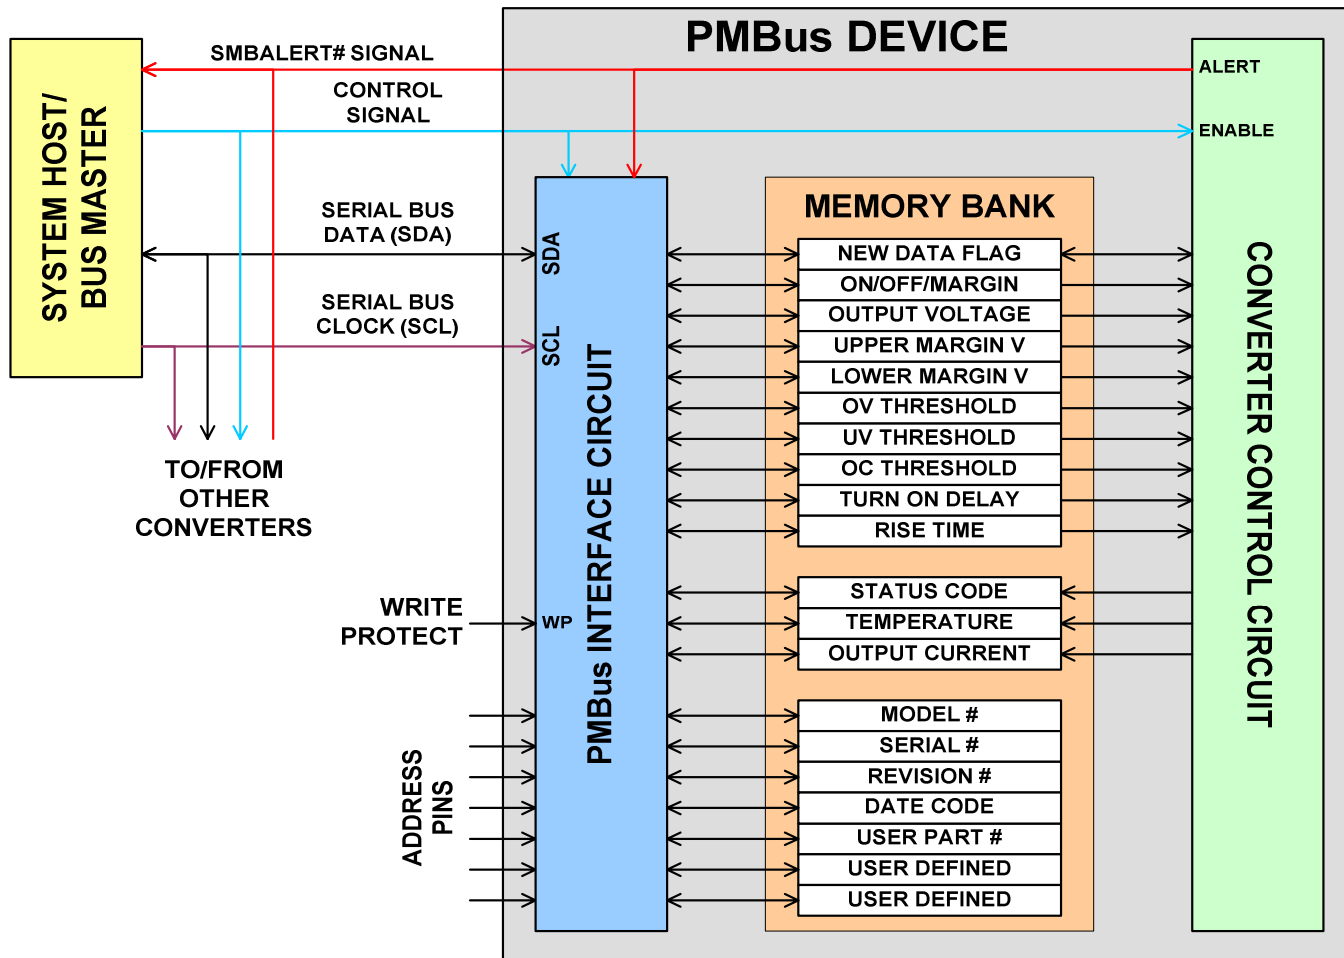 PMBus DEVICE
SMBALERT# SIGNAL
CONTROL
SIGNAL
SYSTEM HOST/
BUS MASTER
SERIAL BUS
DATA (SDA)
SERIAL BUS
CLOCK (SCL)
TO/FROM
OTHER
CONVERTERS
WRITE
PROTECT
ADDRESS
PINS
SDA
SCL
WP
PMBus INTERFACE CIRCUIT
MEMORY BANK
NEW DATA FLAG
ON/OFF/MARGIN
OUTPUT VOLTAGE
UPPER MARGIN V
LOWER MARGIN V
OV THRESHOLD
UV THRESHOLD
OC THRESHOLD
TURN ON DELAY
RISE TIME
STATUS CODE
TEMPERATURE
OUTPUT CURRENT
MODEL #
SERIAL #
REVISION #
DATE CODE
USER PART #
USER DEFINED
USER DEFINED
ALERT
ENABLE
CONVERTER CONTROL CIRCUIT